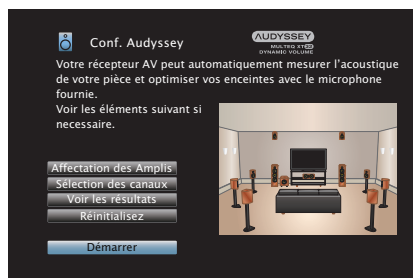 Conf. Audyssey
AUDYSSEY
MULTEQ XT32
DYNAMIC VOLUME
Votre récepteur AV peut automatiquement mesurer l'acoustique
de votre pièce et optimiser vos enceintes avec le microphone
fournie.
Voir les éléments suivant si
necessaire.
Affectation des Amplis
Sélection des canaux
Voir les résultats
Réinitialisez
Démarrer